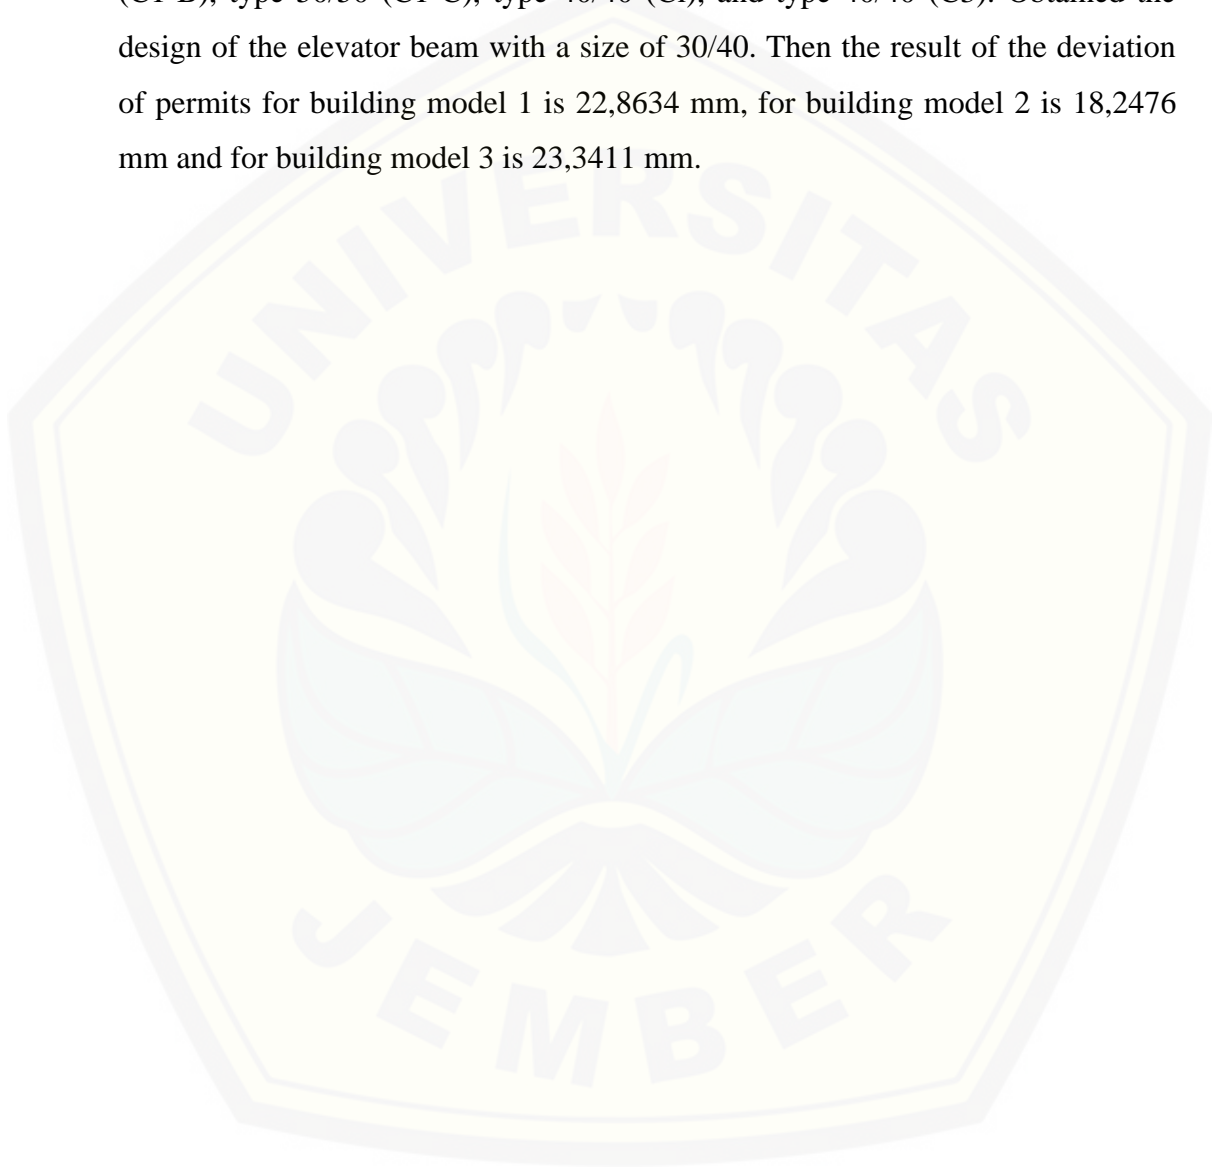 design of the elevator beam with a size of 30/40. Then the result of the deviation
of permits for building model 1 is 22,8634 mm, for building model 2 is 18,2476
mm and for building model 3 is 23,3411 mm.
UNIVERSITAS
JEMBER